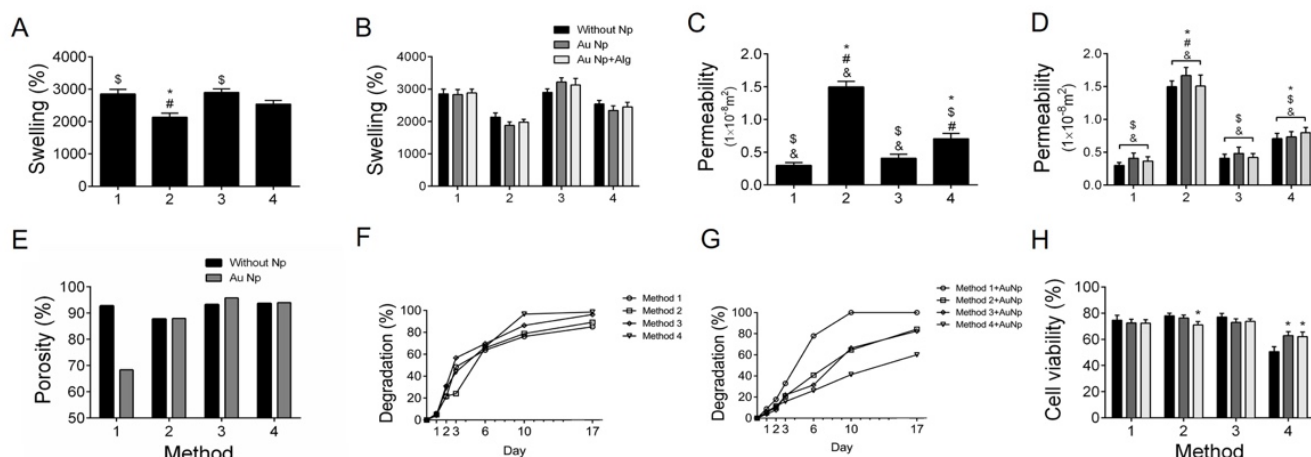 A
Swelling (%)
4000
3000
2000
1000
0
$
*
#
$
1 2 3 4
B
Swelling (%)
4000
3000
2000
1000
0
Without Np
Au Np
Au Np+Alg
1 2 3 4
C
Permeability
(1×10-8m2)
2.0
1.5
1.0
0.5
0.0
$
&
*
#
&
$
&
*
$
#
1 2 3 4
D
Permeability
(1×10-8m2)
2.0
1.5
1.0
0.5
0.0
$
&
*
#
&
$
&
*
$
&
1 2 3 4
E
Porosity (%)
100
90
80
70
60
50
Without Np
Au Np
1 2 3 4
Method
F
Degradation (%)
100
80
60
40
20
0
Method 1
Method 2
Method 3
Method 4
1 2 3 6 10 17
Day
G
Degradation (%)
100
80
60
40
20
0
Method 1+AuNp
Method 2+AuNp
Method 3+AuNp
Method 4+AuNp
1 2 3 6 10 17
Day
H
Cell viability (%)
100
80
60
40
20
0
*
* *
1 2 3 4
Method